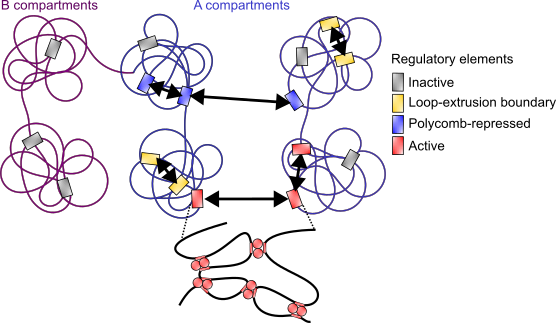 B compartments
A compartments
Regulatory elements
Inactive
Loop-extrusion boundary
Polycomb-repressed
Active